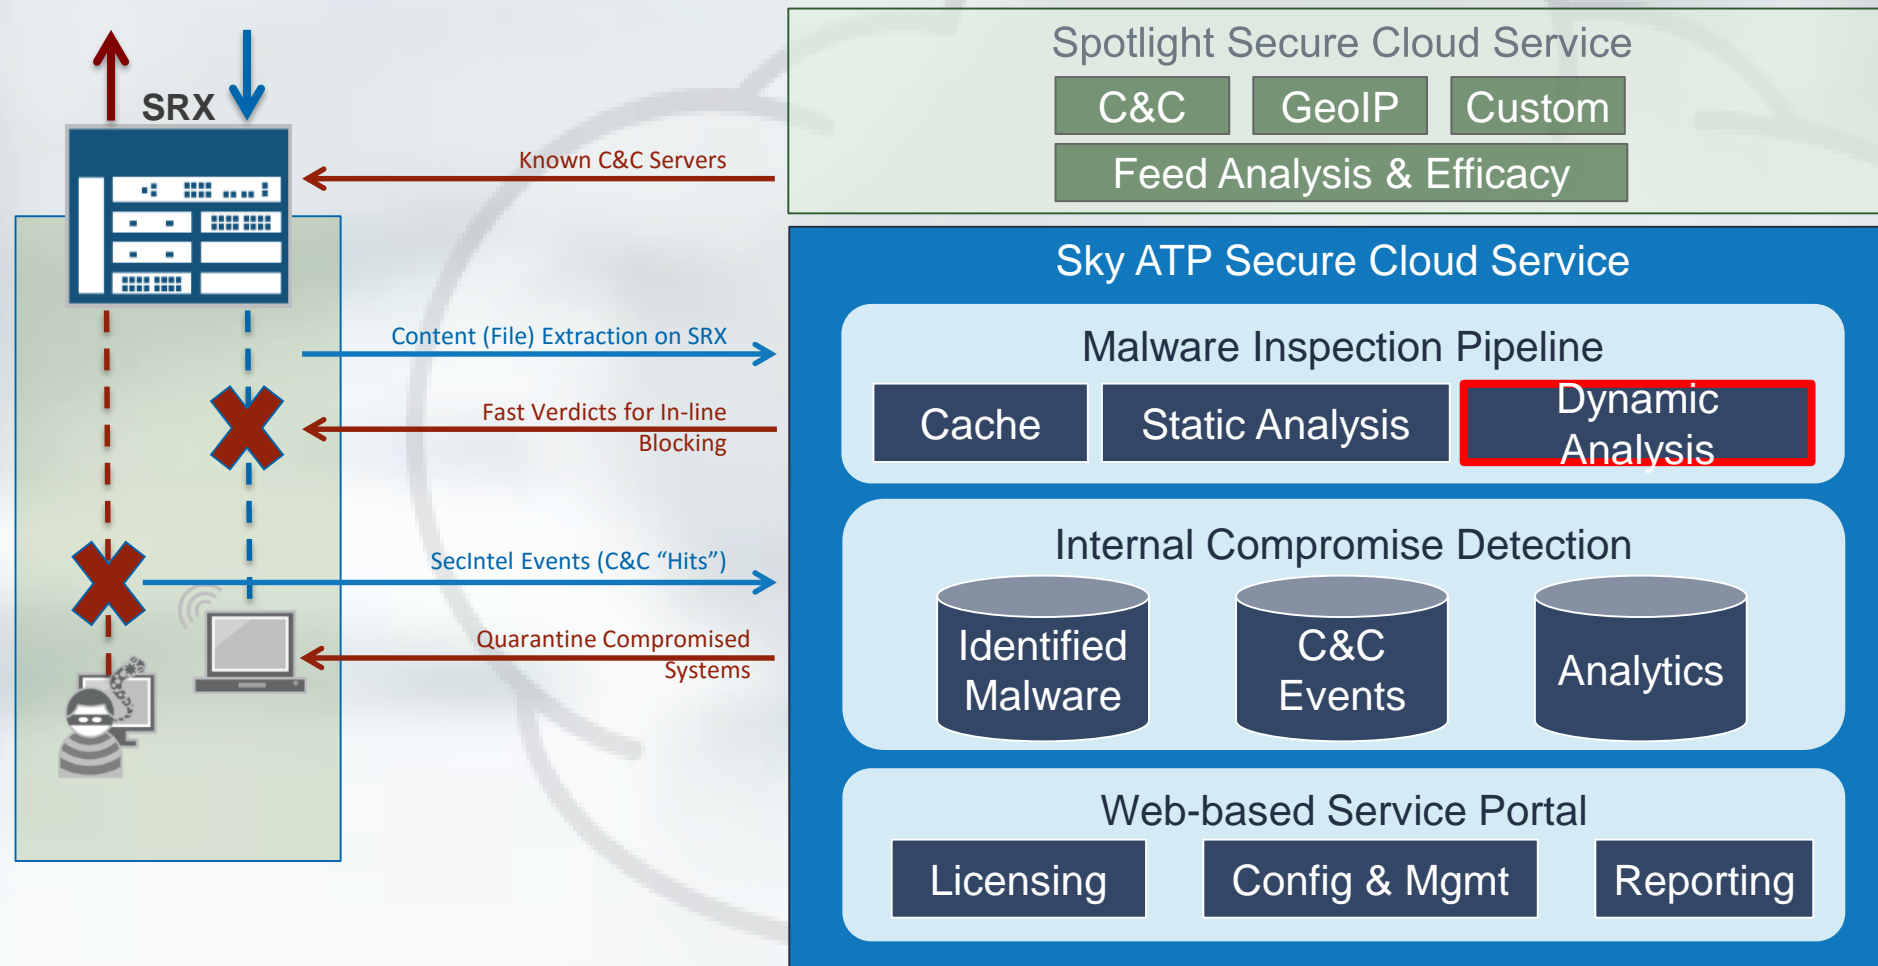 SRX
Spotlight Secure Cloud Service
C&C
GeoIP
Custom
Feed Analysis & Efficacy
Known C&C Servers
Sky ATP Secure Cloud Service
Content (File) Extraction on SRX
Malware Inspection Pipeline
Cache
Static Analysis
Dynamic
Analysis
Fast Verdicts for In-line
Blocking
SecIntel Events (C&C “Hits”)
Internal Compromise Detection
Identified
Malware
C&C
Events
Analytics
Quarantine Compromised
Systems
Web-based Service Portal
Licensing
Config & Mgmt
Reporting